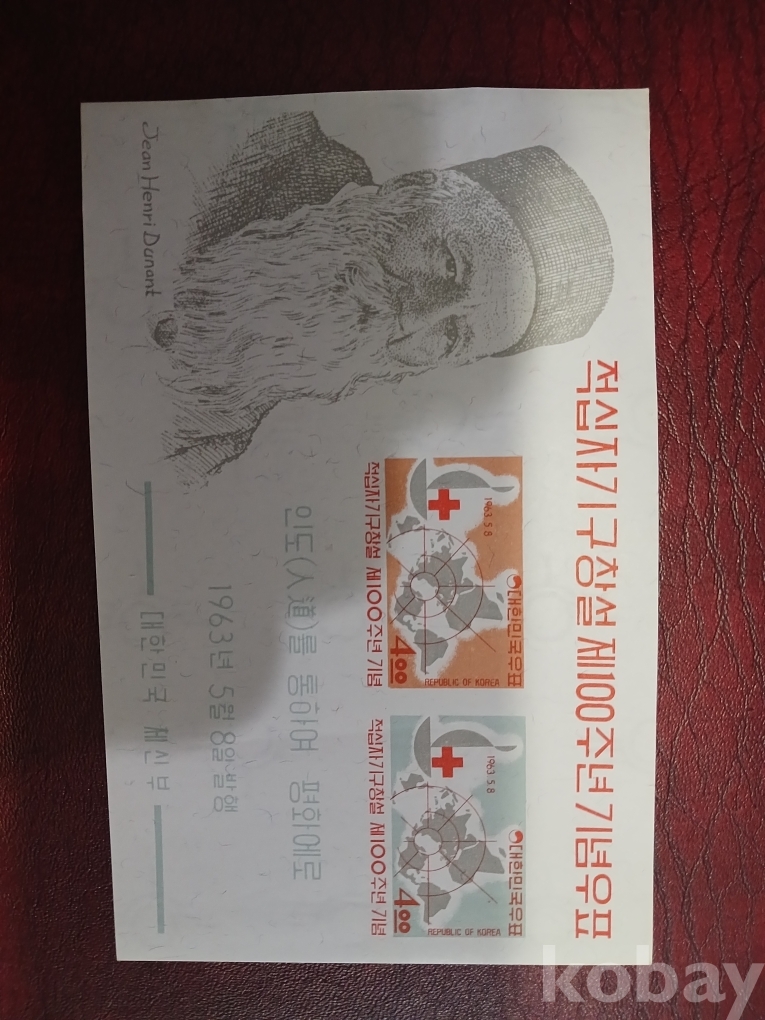 적십자기구창설 제100주년 기념우표
Jean Henri Dunant
1963.5.8
대한민국우표
REPUBLIC OF KOREA
4.00
적십자기구창설 제100주년 기념
1963.5.8
대한민국우표
REPUBLIC OF KOREA
4.00
적십자기구창설 제100주년 기념
인도(人道)를 통하여 평화에로
1963년 5월 8일 발행
대한민국 체신부
kobay